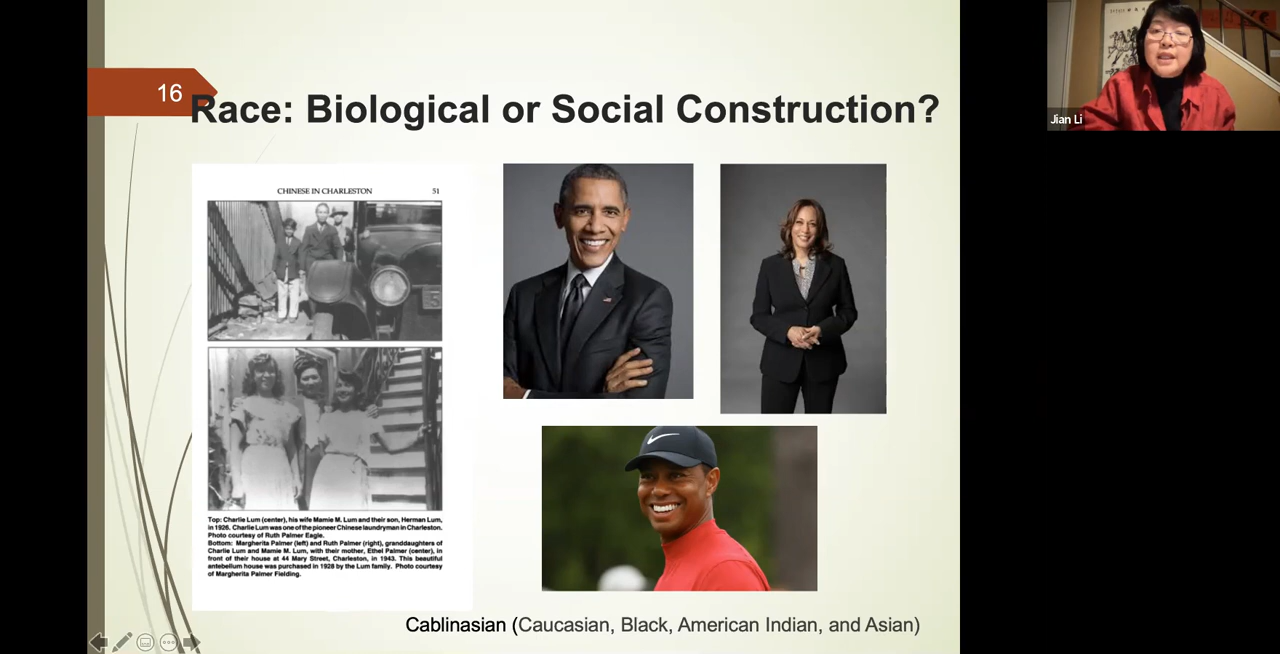 16
Race: Biological or Social Construction?
CHINESE IN CHARLESTON 51
Top: Charlie Lum (center), his wife Mamie M. Lum and their son, Herman Lum,
in 1926. Charlie Lum was one of the pioneer Chinese laundryman in Charleston.
Photo courtesy of Ruth Palmer Eagle.
Bottom: Margherita Palmer (left) and Ruth Palmer (right), granddaughters of
Charlie Lum and Mamie M. Lum, with their mother, Ethel Palmer (center), in
front of their house at 44 Mary Street, Charleston, in 1943. This beautiful
antebellum house was purchased in 1928 by the Lum family. Photo courtesy
of Margherita Palmer Fielding.
Cablinasian (Caucasian, Black, American Indian, and Asian)
Jian Li